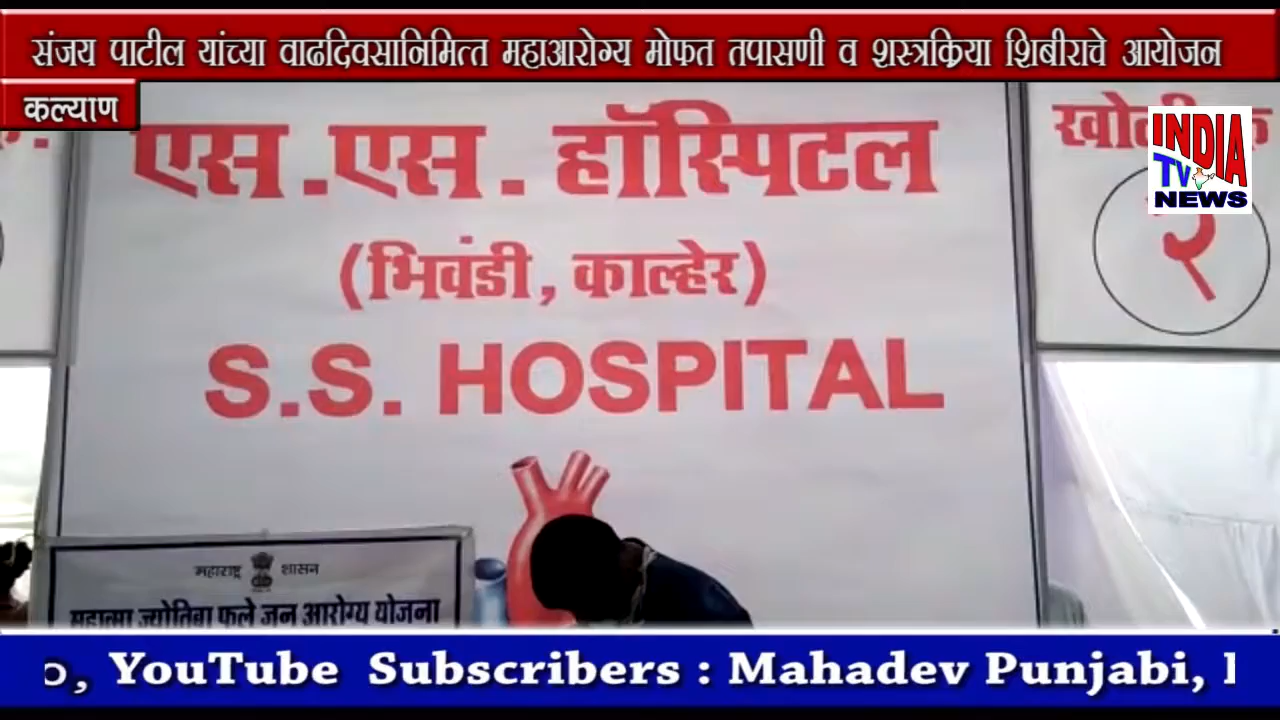 संजय पाटील यांच्या वाढदिवसानिमित्त महाआरोग्य मोफत तपासणी व शस्त्रक्रिया शिबीराचे आयोजन
कल्याण
एस.एस. हॉस्पिटल
(भिवंडी, काल्हेर)
S.S. HOSPITAL
२
INDIA
TV
NEWS
महाराष्ट्र शासन
महात्मा ज्योतिबा फुले जन आरोग्य योजना
YouTube Subscribers : Mahadev Punjabi,